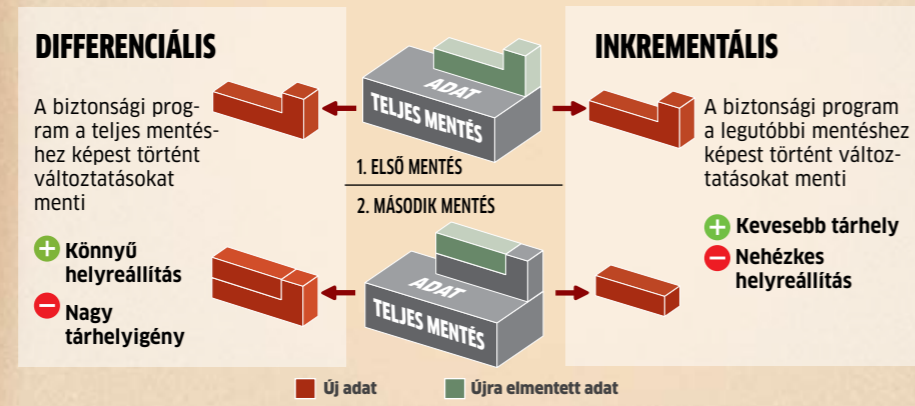 DIFFERENCIÁLIS
A biztonsági prog-
ram a teljes mentés-
hez képest történt
változtatásokat
menti
Könnyű
helyreállítás
Nagy
tárhelyigény
ADAT
TELJES MENTÉS
1. ELSŐ MENTÉS
2. MÁSODIK MENTÉS
ADAT
TELJES MENTÉS
INKREMENTÁLIS
A biztonsági program
a legutóbbi mentéshez
képest történt változ-
tatásokat menti
Kevesebb tárhely
Nehézkes
helyreállítás
Új adat
Újra elmentett adat